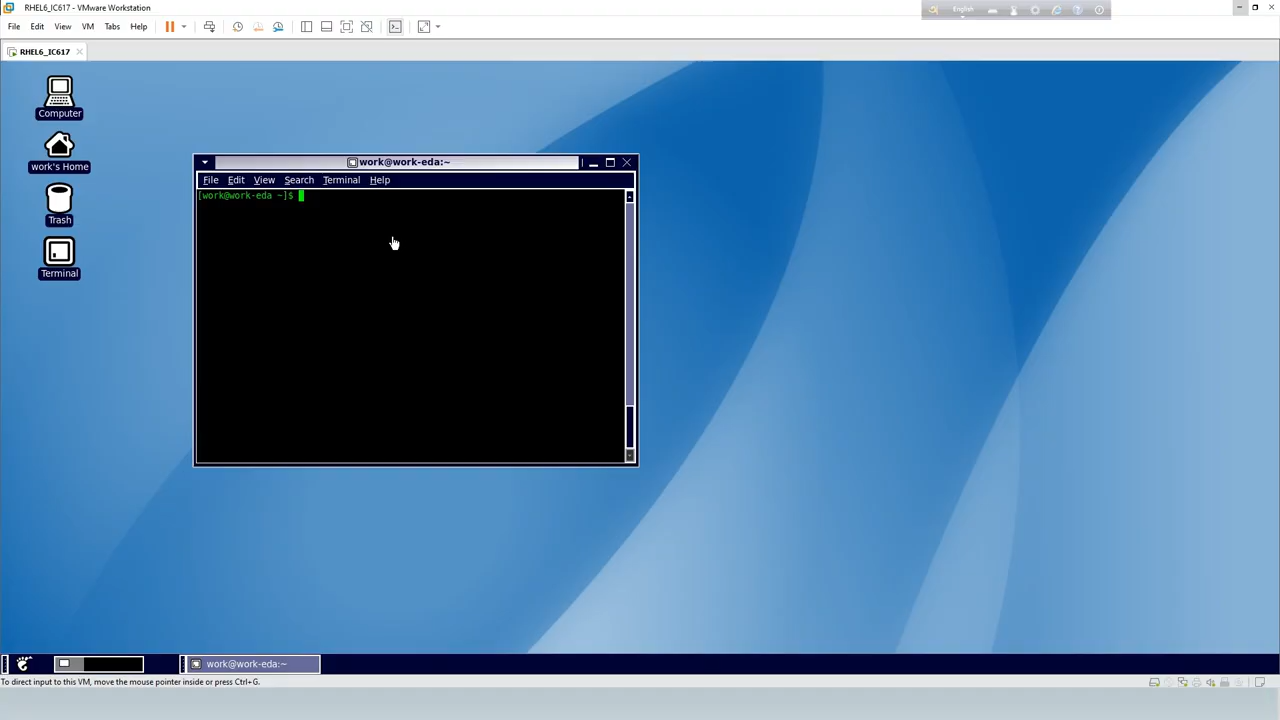 RHEL6_IC617 - VMware Workstation
English
File Edit View VM Tabs Help
RHEL6_IC617
Computer
work's Home
Trash
Terminal
work@work-eda:~
File Edit View Search Terminal Help
[work@work-eda ~]$
work@work-eda:~
To direct input to this VM, move the mouse pointer inside or press Ctrl+G.